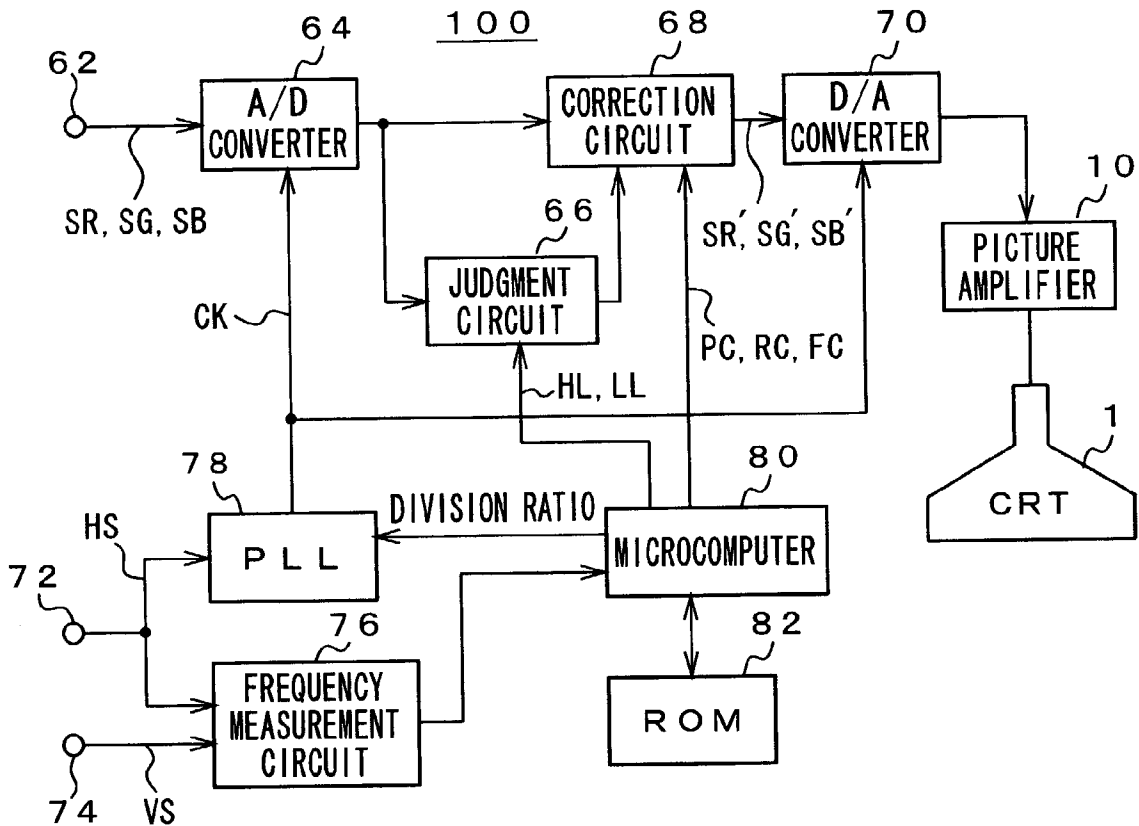 100
62
64
A/D
CONVERTER
68
CORRECTION
CIRCUIT
70
D/A
CONVERTER
10
PICTURE
AMPLIFIER
SR, SG, SB
66
JUDGMENT
CIRCUIT
SR′, SG′, SB′
CK
PC, RC, FC
HL, LL
1
CRT
78
PLL
DIVISION RATIO
80
MICROCOMPUTER
HS
72
76
FREQUENCY
MEASUREMENT
CIRCUIT
82
ROM
74
VS